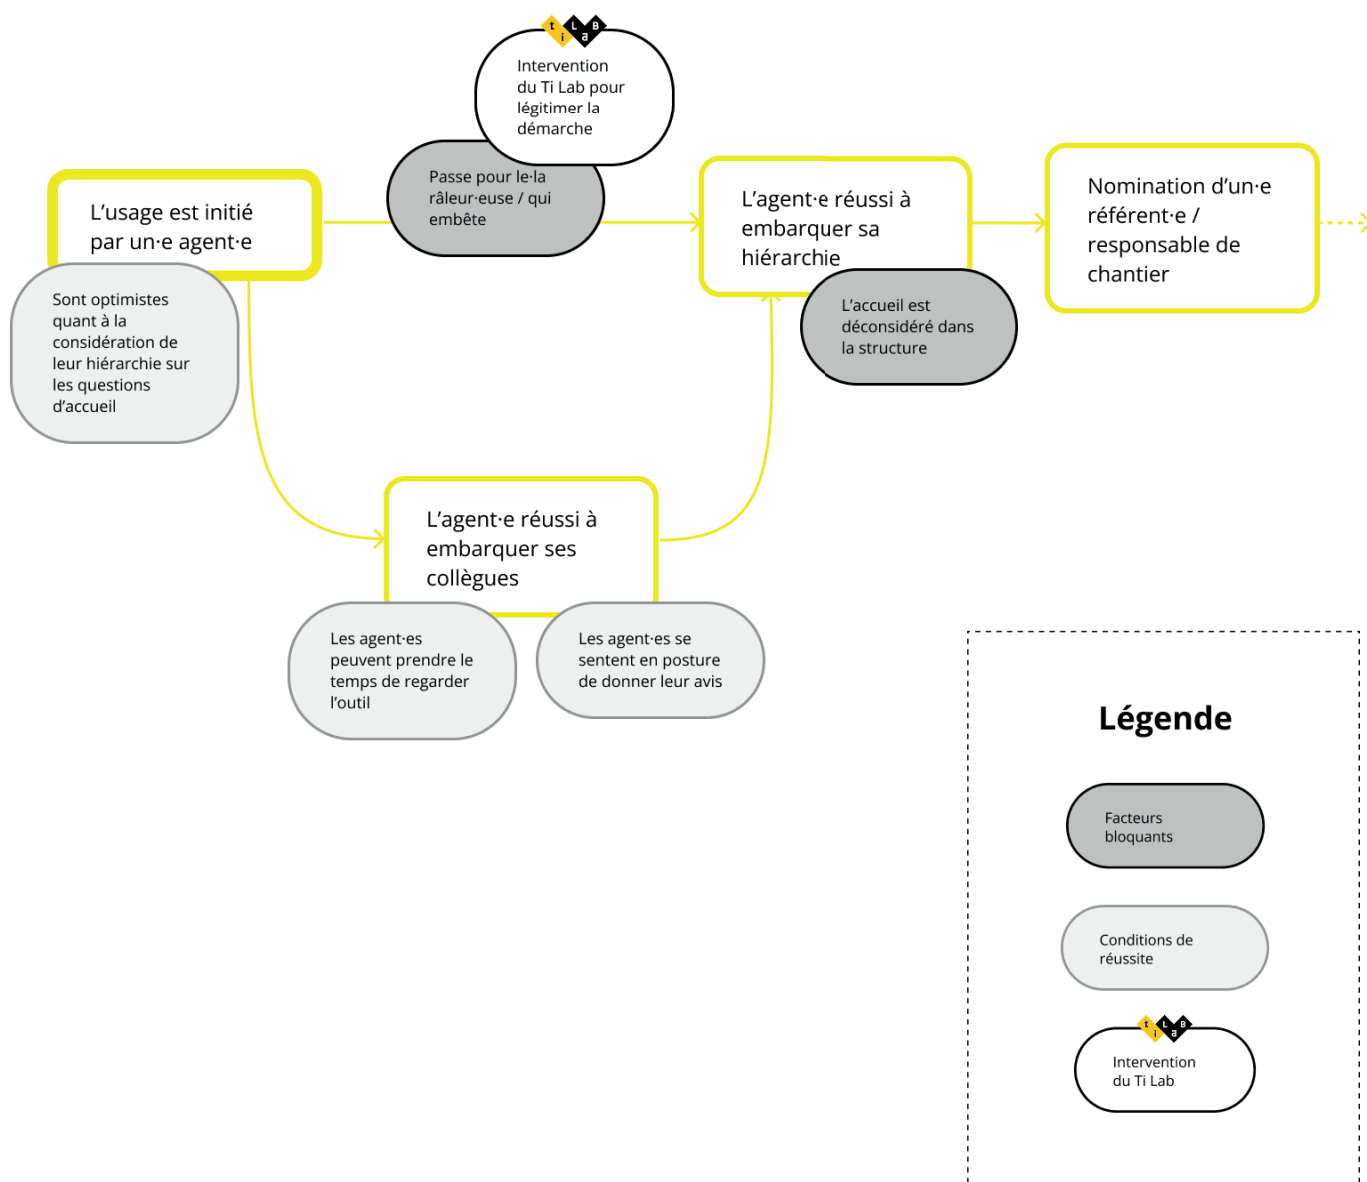 ti LaB
Intervention
du Ti Lab pour
légitimer la
démarche
Passe pour le·la
râleur·euse / qui
embête
L’usage est initié
par un·e agent·e
Sont optimistes
quant à la
considération de
leur hiérarchie sur
les questions
d’accueil
L’agent·e réussi à
embarquer sa
hiérarchie
L’accueil est
déconsidéré dans
la structure
Nomination d’un·e
référent·e /
responsable de
chantier
L’agent·e réussi à
embarquer ses
collègues
Les agent·es
peuvent prendre le
temps de regarder
l’outil
Les agent·es se
sentent en posture
de donner leur avis
Légende
Facteurs
bloquants
Conditions de
réussite
ti LaB
Intervention
du Ti Lab